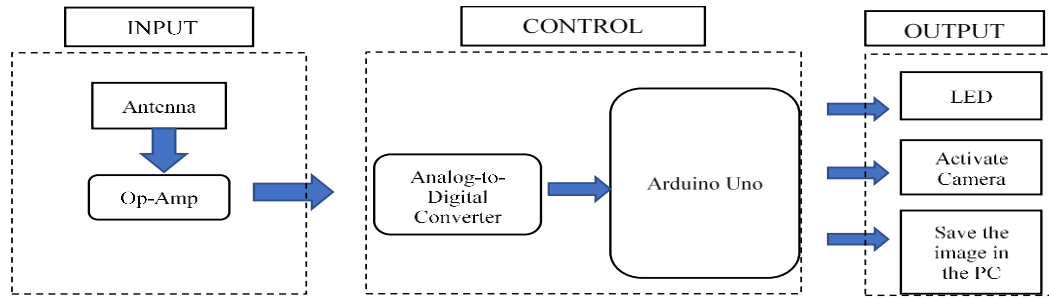 INPUT
CONTROL
OUTPUT
Antenna
Op-Amp
Analog-to-
Digital
Converter
Arduino Uno
LED
Activate
Camera
Save the
image in
the PC